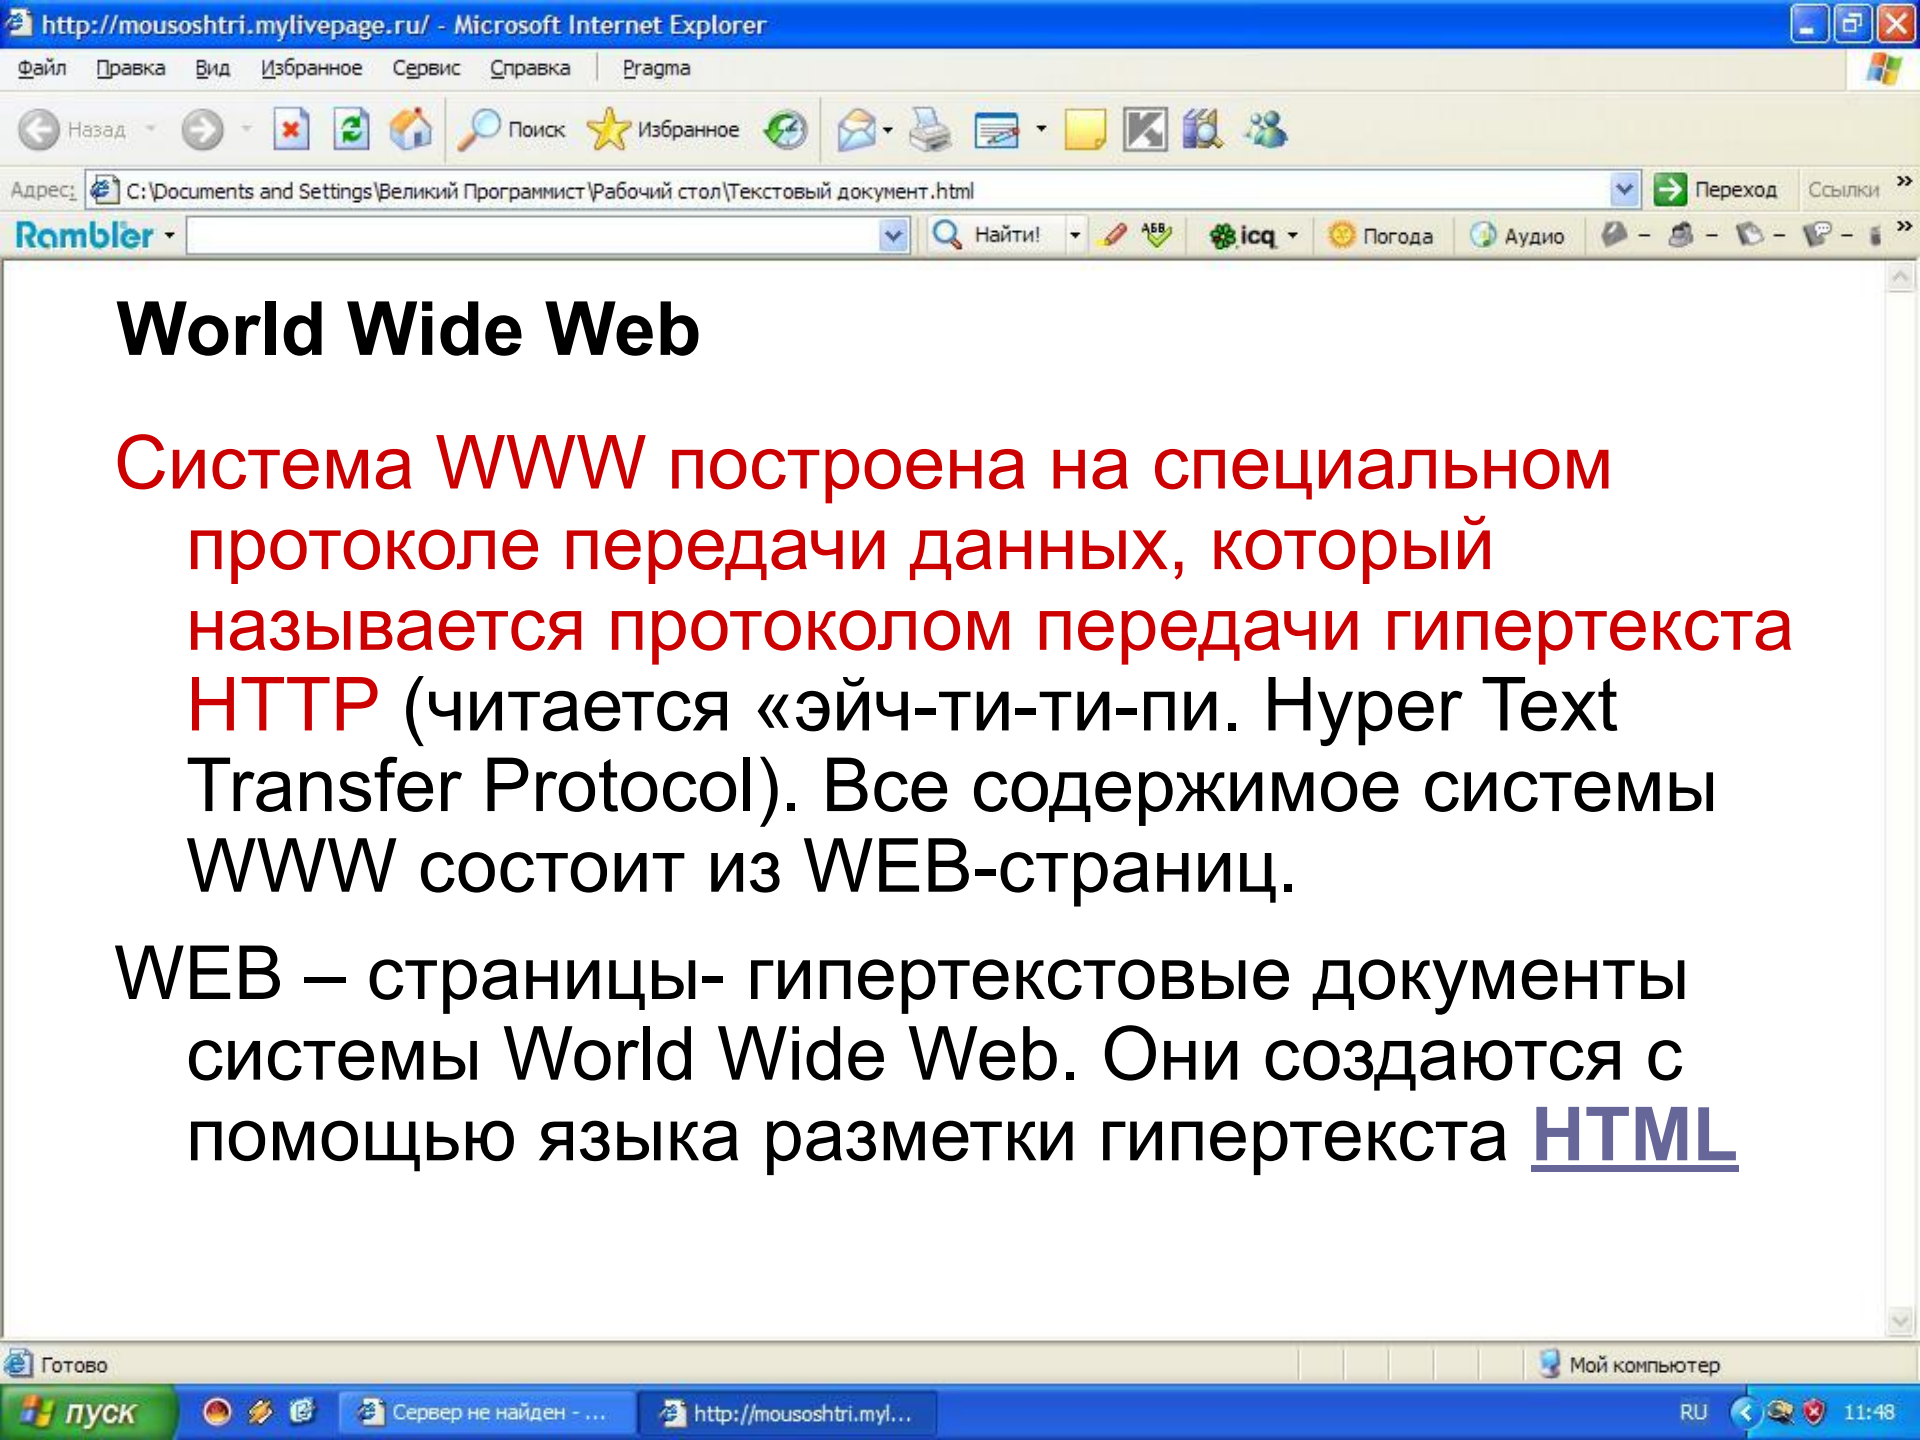 http://mousoshtri.mylivepage.ru/ - Microsoft Internet Explorer
Файл Правка Вид Избранное Сервис Справка Pragma
Назад Поиск Избранное
Адрес: C:\Documents and Settings\Великий Программист\Рабочий стол\Текстовый документ.html Переход Ссылки »
Rambler Найти! АБВ icq Погода Аудио »
World Wide Web
Система WWW построена на специальном
протоколе передачи данных, который
называется протоколом передачи гипертекста
HTTP (читается «эйч-ти-ти-пи. Hyper Text
Transfer Protocol). Все содержимое системы
WWW состоит из WEB-страниц.
WEB – страницы- гипертекстовые документы
системы World Wide Web. Они создаются с
помощью языка разметки гипертекста HTML
Готово Мой компьютер
пуск Сервер не найден - ... http://mousoshtri.myl... RU 11:48